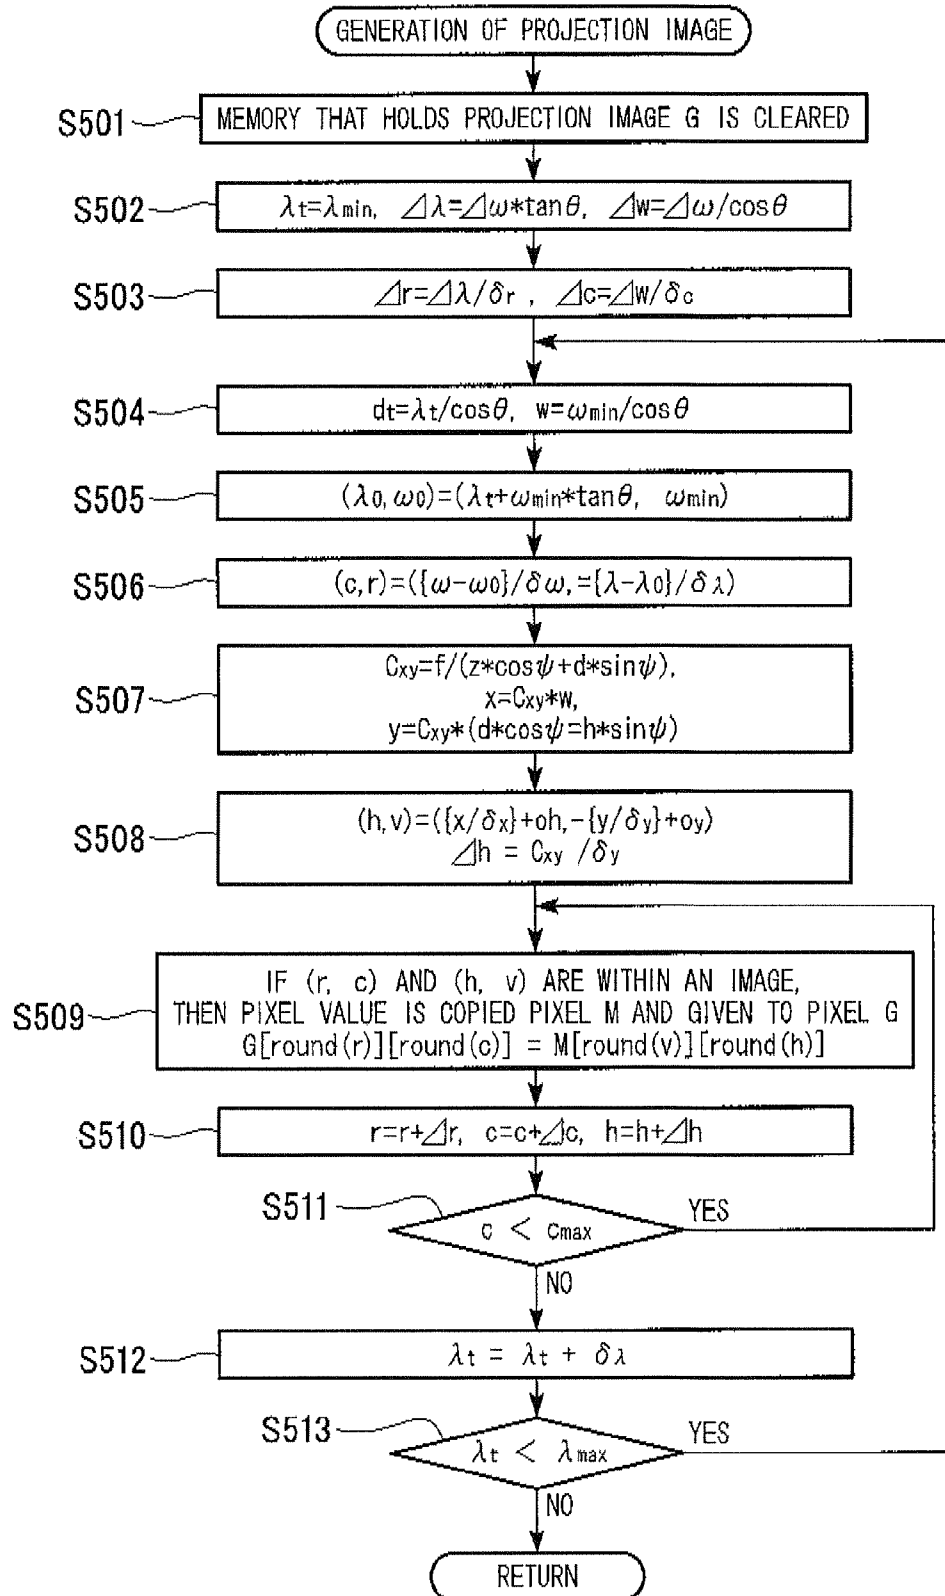 GENERATION OF PROJECTION IMAGE
S501
MEMORY THAT HOLDS PROJECTION IMAGE G IS CLEARED
S502
λt=λmin, ⊿λ=⊿ω*tanθ, ⊿w=⊿ω/cosθ
S503
⊿r=⊿λ/δr , ⊿c=⊿w/δc
S504
dt=λt/cosθ, w=ωmin/cosθ
S505
(λ0,ω0)=(λt+ωmin*tanθ, ωmin)
S506
(c,r)=({ω-ω0}/δω,={λ-λ0}/δλ)
S507
Cxy=f/(z*cosψ+d*sinψ),
x=Cxy*w,
y=Cxy*(d*cosψ=h*sinψ)
S508
(h,v)=({x/δx}+oh,-{y/δy}+oy)
⊿h = Cxy /δy
S509
IF (r, c) AND (h, v) ARE WITHIN AN IMAGE,
THEN PIXEL VALUE IS COPIED PIXEL M AND GIVEN TO PIXEL G
G[round(r)][round(c)] = M[round(v)][round(h)]
S510
r=r+⊿r, c=c+⊿c, h=h+⊿h
S511
c < cmax
YES
NO
S512
λt = λt + δλ
S513
λt < λmax
YES
NO
RETURN